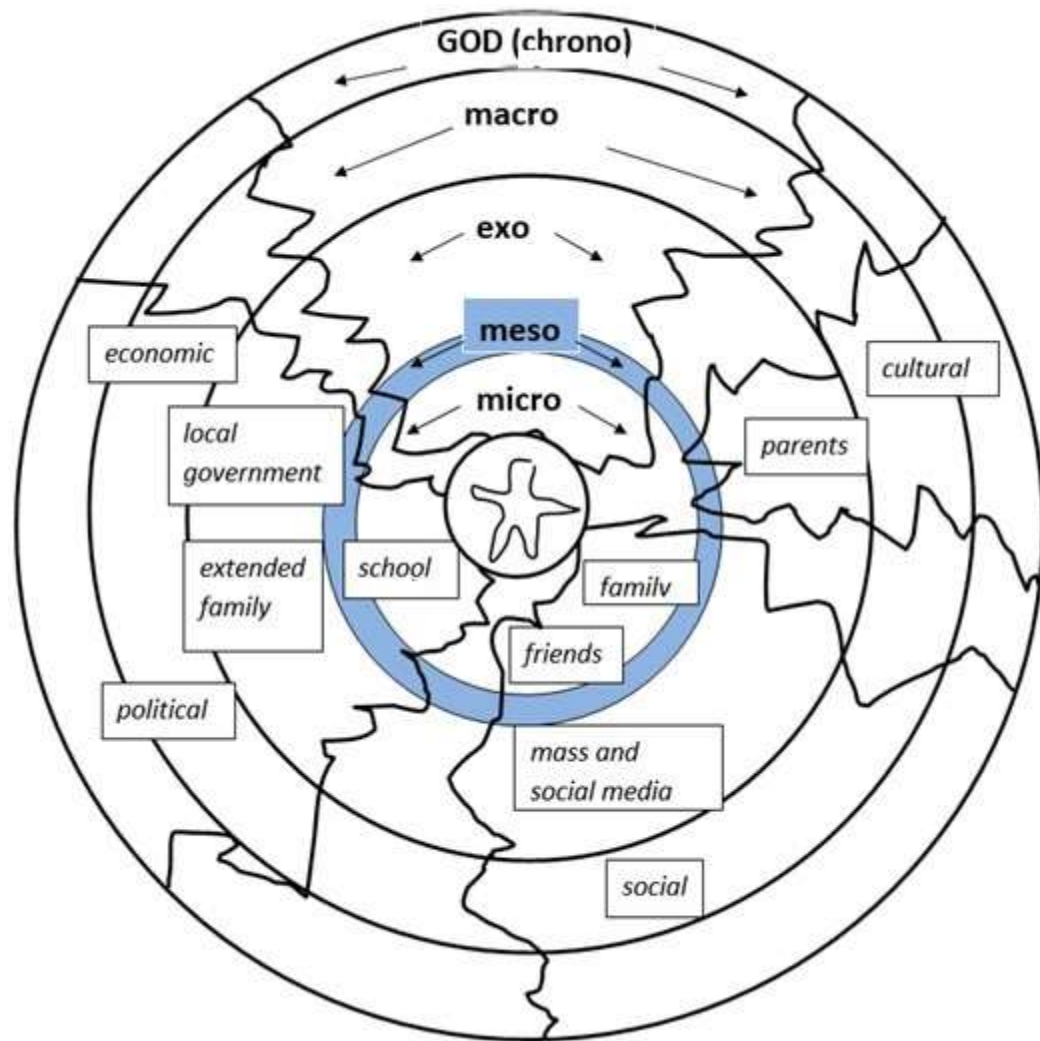 GOD (chrono)
macro
exo
meso
micro
economic
cultural
local
government
parents
extended
family
school
family
friends
political
mass and
social media
social